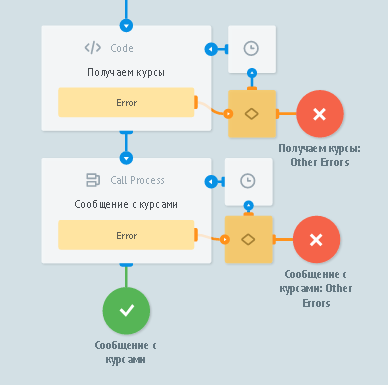 Code
Получаем курсы
Error
Получаем курсы:
Other Errors
Call Process
Сообщение с курсами
Error
Сообщение с
курсами: Other
Errors
Сообщение с
курсами